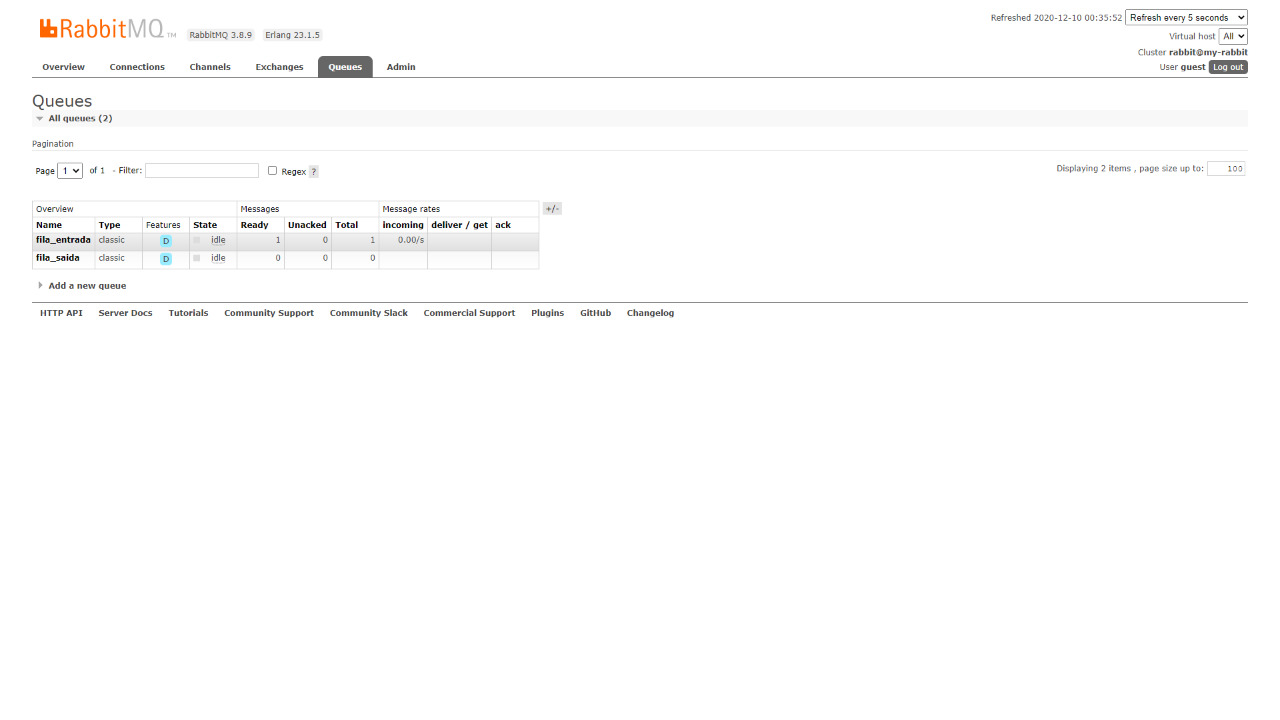 RabbitMQ TM RabbitMQ 3.8.9 Erlang 23.1.5
Refreshed 2020-12-10 00:35:52 Refresh every 5 seconds
Virtual host All
Cluster rabbit@my-rabbit
User guest Log out
Overview Connections Channels Exchanges Queues Admin
Queues
All queues (2)
Pagination
Page 1 of 1 - Filter: Regex ?
Displaying 2 items , page size up to: 100
Overview Messages Message rates +/-
Name Type Features State Ready Unacked Total incoming deliver / get ack
fila_entrada classic D idle 1 0 1 0.00/s
fila_saida classic D idle 0 0 0
Add a new queue
HTTP API Server Docs Tutorials Community Support Community Slack Commercial Support Plugins GitHub Changelog